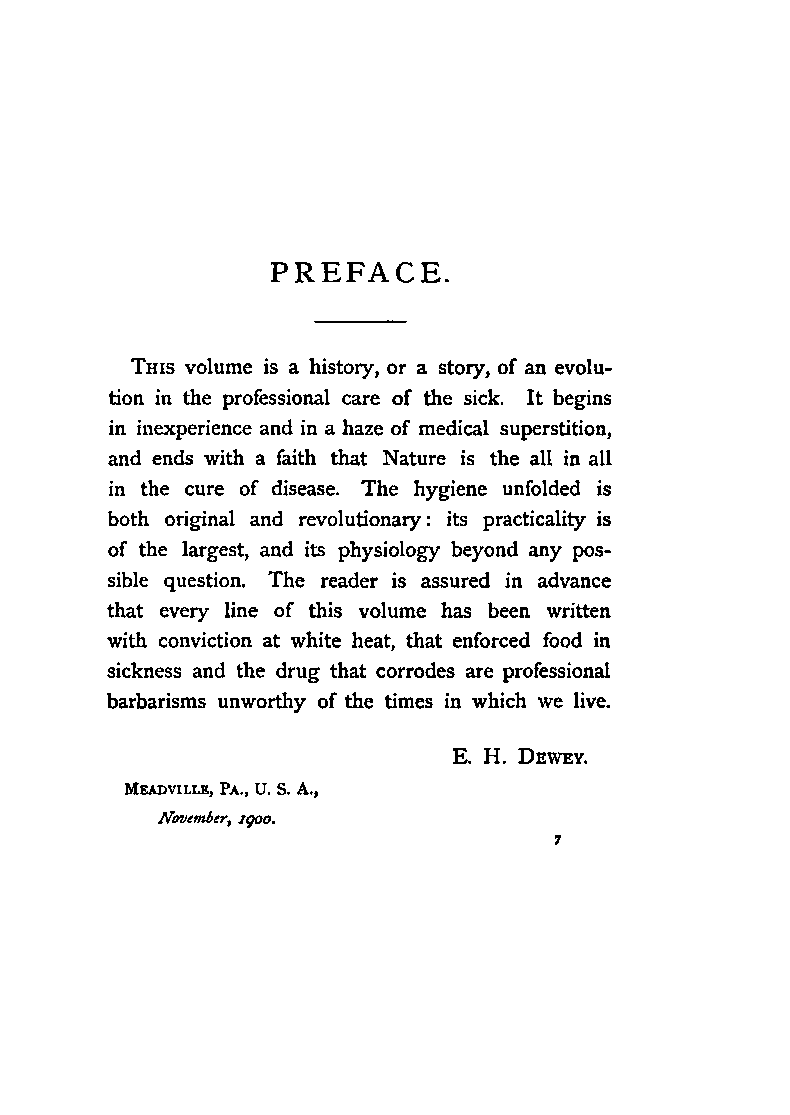 PREFACE.
THIS volume is a history, or a story, of an evolu-
tion in the professional care of the sick. It begins
in inexperience and in a haze of medical superstition,
and ends with a faith that Nature is the all in all
in the cure of disease. The hygiene unfolded is
both original and revolutionary: its practicality is
of the largest, and its physiology beyond any pos-
sible question. The reader is assured in advance
that every line of this volume has been written
with conviction at white heat, that enforced food in
sickness and the drug that corrodes are professional
barbarisms unworthy of the times in which we live.
E. H. DEWEY.
MEADVILLE, PA., U. S. A.,
November, 1900.
7